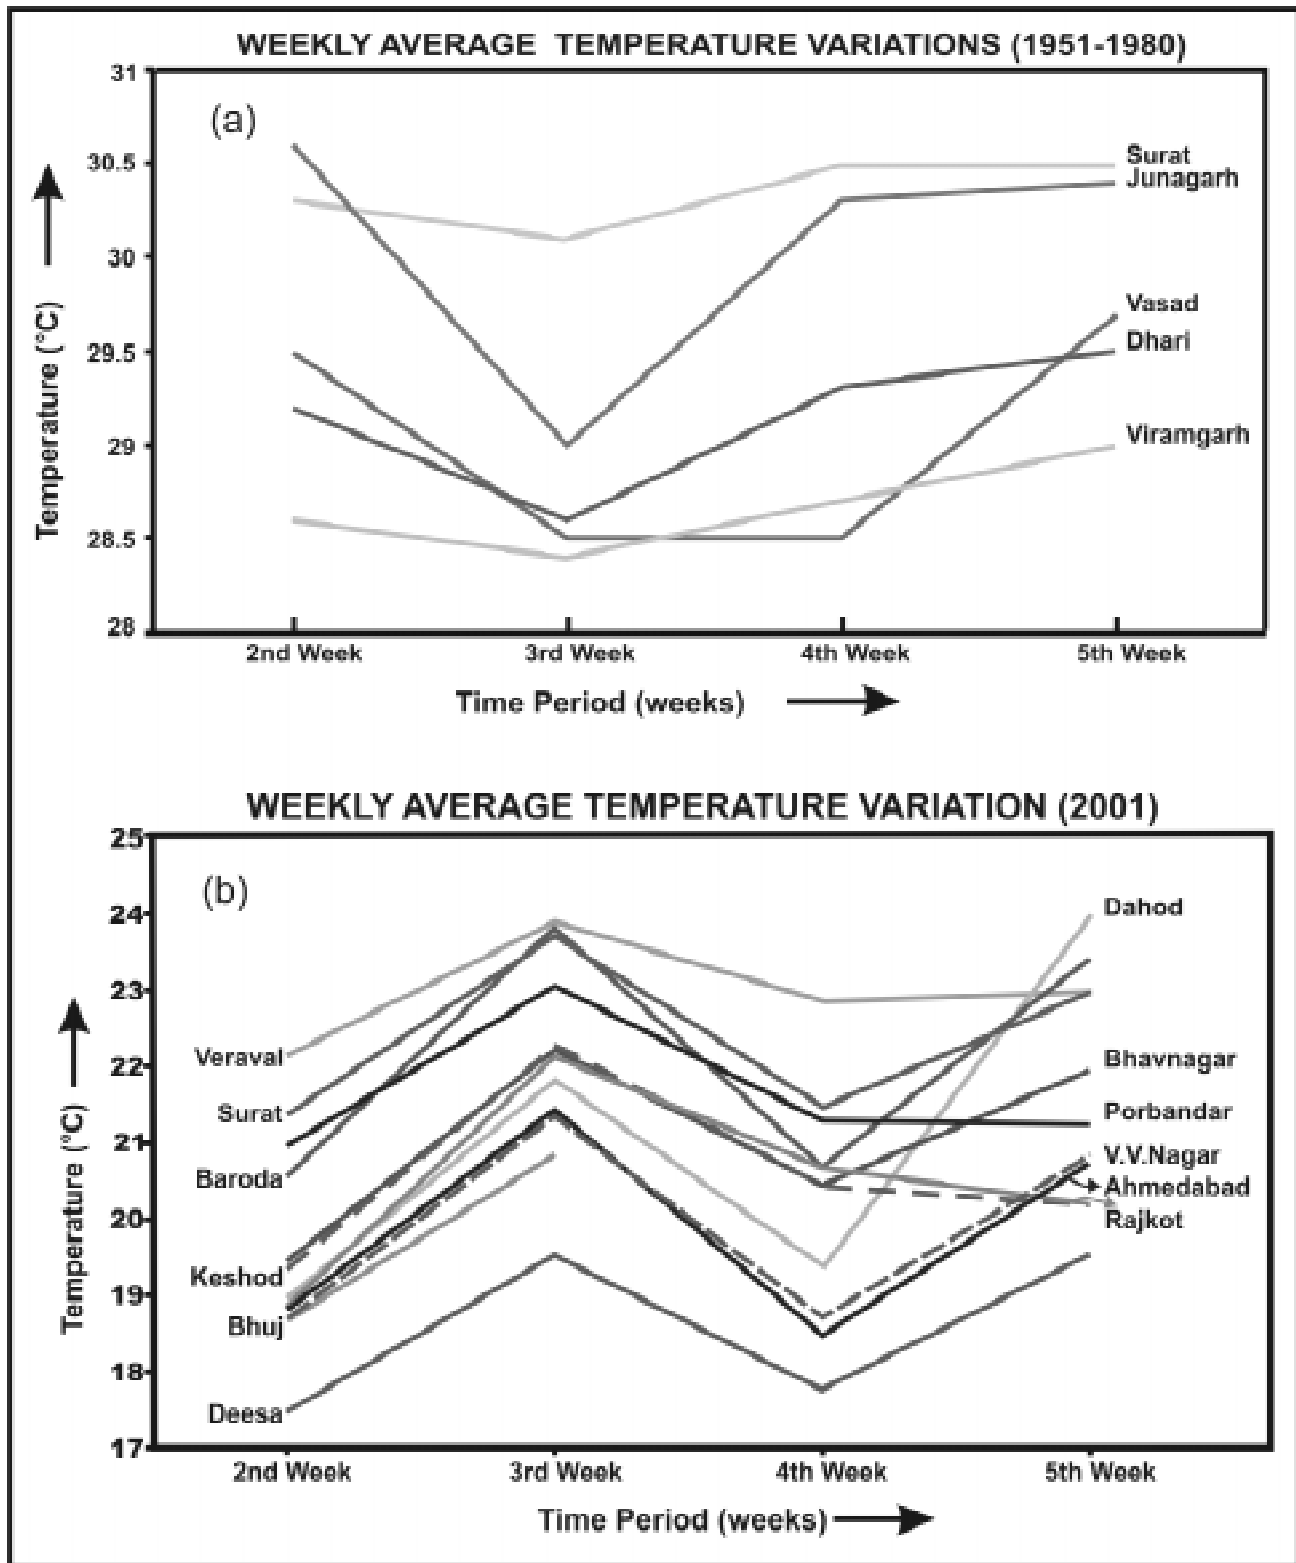 WEEKLY AVERAGE TEMPERATURE VARIATIONS (1951-1980)
(a)
31
30.5
30
29.5
29
28.5
28
Temperature (°C)
Surat
Junagarh
Vasad
Dhari
Viramgarh
2nd Week 3rd Week 4th Week 5th Week
Time Period (weeks)
WEEKLY AVERAGE TEMPERATURE VARIATION (2001)
(b)
25
24
23
22
21
20
19
18
17
Temperature (°C)
Veraval
Surat
Baroda
Keshod
Bhuj
Deesa
Dahod
Bhavnagar
Porbandar
V.V.Nagar
Ahmedabad
Rajkot
2nd Week 3rd Week 4th Week 5th Week
Time Period (weeks)